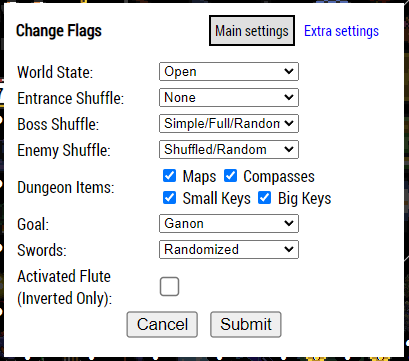 Change Flags Main settings Extra settings
World State: Open
Entrance Shuffle: None
Boss Shuffle: Simple/Full/Random
Enemy Shuffle: Shuffled/Random
Dungeon Items: Maps Compasses
Small Keys Big Keys
Goal: Ganon
Swords: Randomized
Activated Flute
(Inverted Only):
Cancel Submit